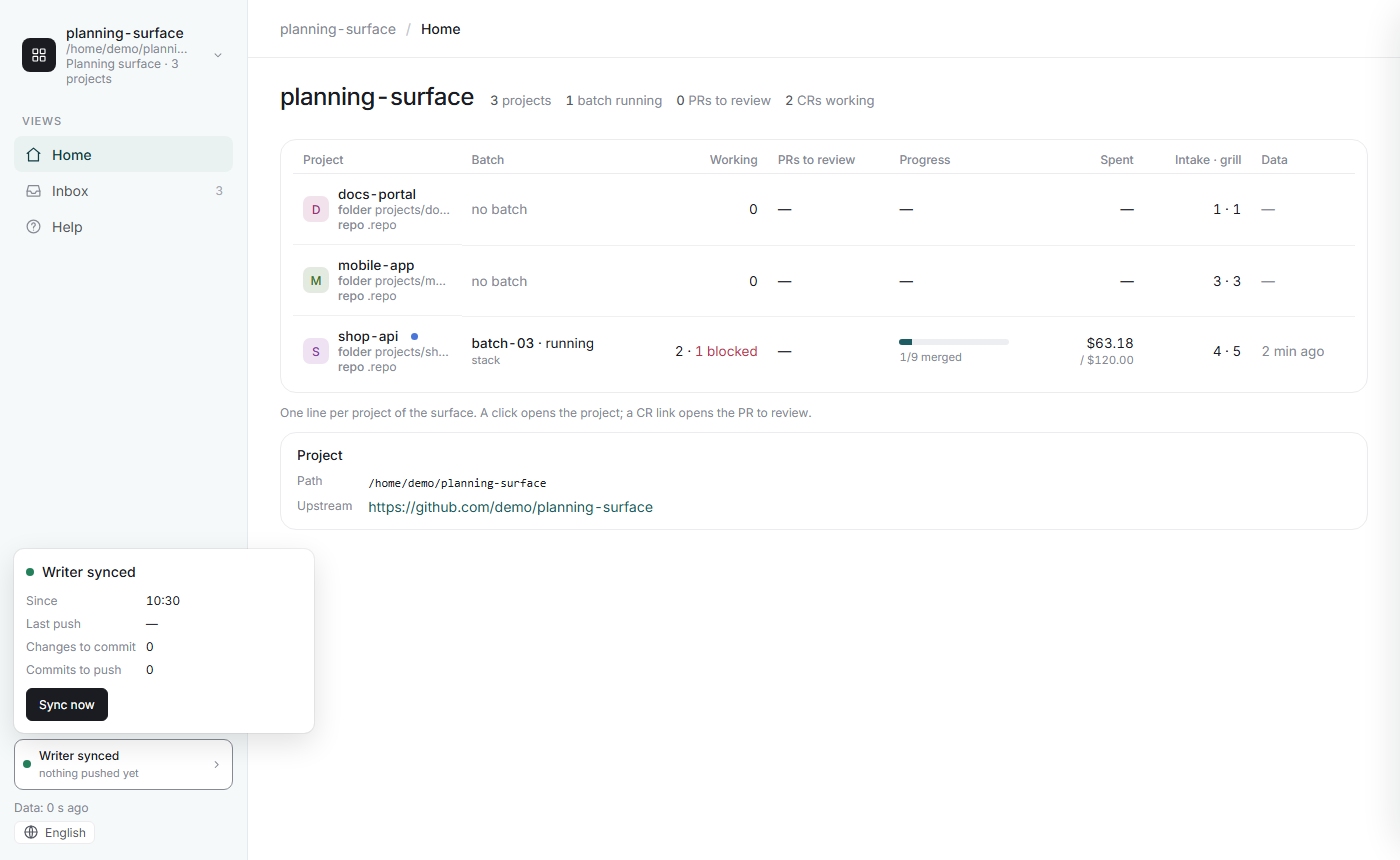 planning-surface
/home/demo/planni...
Planning surface · 3
projects
VIEWS
Home
Inbox 3
Help
planning-surface / Home
planning-surface 3 projects 1 batch running 0 PRs to review 2 CRs working
Project Batch Working PRs to review Progress Spent Intake · grill Data
D docs-portal
folder projects/do...
repo .repo
no batch 0 — — — 1 · 1 —
M mobile-app
folder projects/m...
repo .repo
no batch 0 — — — 3 · 3 —
S shop-api
folder projects/sh...
repo .repo
batch-03 · running
stack
2 · 1 blocked — 1/9 merged
$63.18
/ $120.00
4 · 5 2 min ago
One line per project of the surface. A click opens the project; a CR link opens the PR to review.
Project
Path /home/demo/planning-surface
Upstream https://github.com/demo/planning-surface
Writer synced
Since 10:30
Last push —
Changes to commit 0
Commits to push 0
Sync now
Writer synced
nothing pushed yet
Data: 0 s ago
English